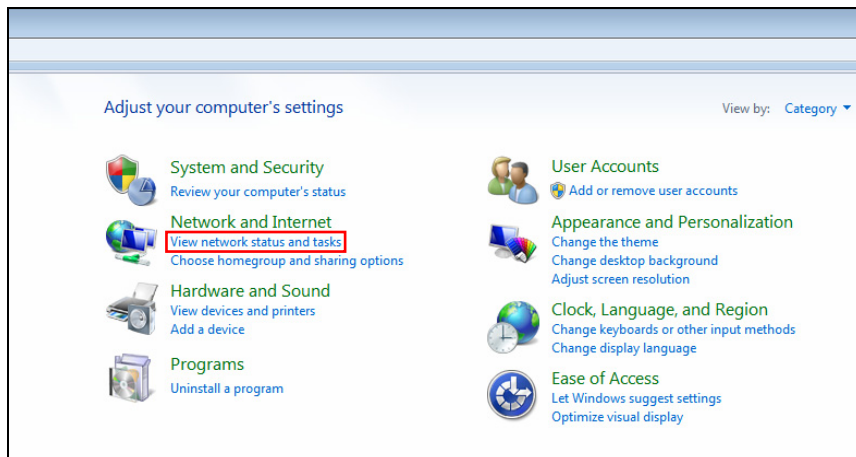 Adjust your computer's settings
View by: Category
System and Security
Review your computer's status
Network and Internet
View network status and tasks
Choose homegroup and sharing options
Hardware and Sound
View devices and printers
Add a device
Programs
Uninstall a program
User Accounts
Add or remove user accounts
Appearance and Personalization
Change the theme
Change desktop background
Adjust screen resolution
Clock, Language, and Region
Change keyboards or other input methods
Change display language
Ease of Access
Let Windows suggest settings
Optimize visual display